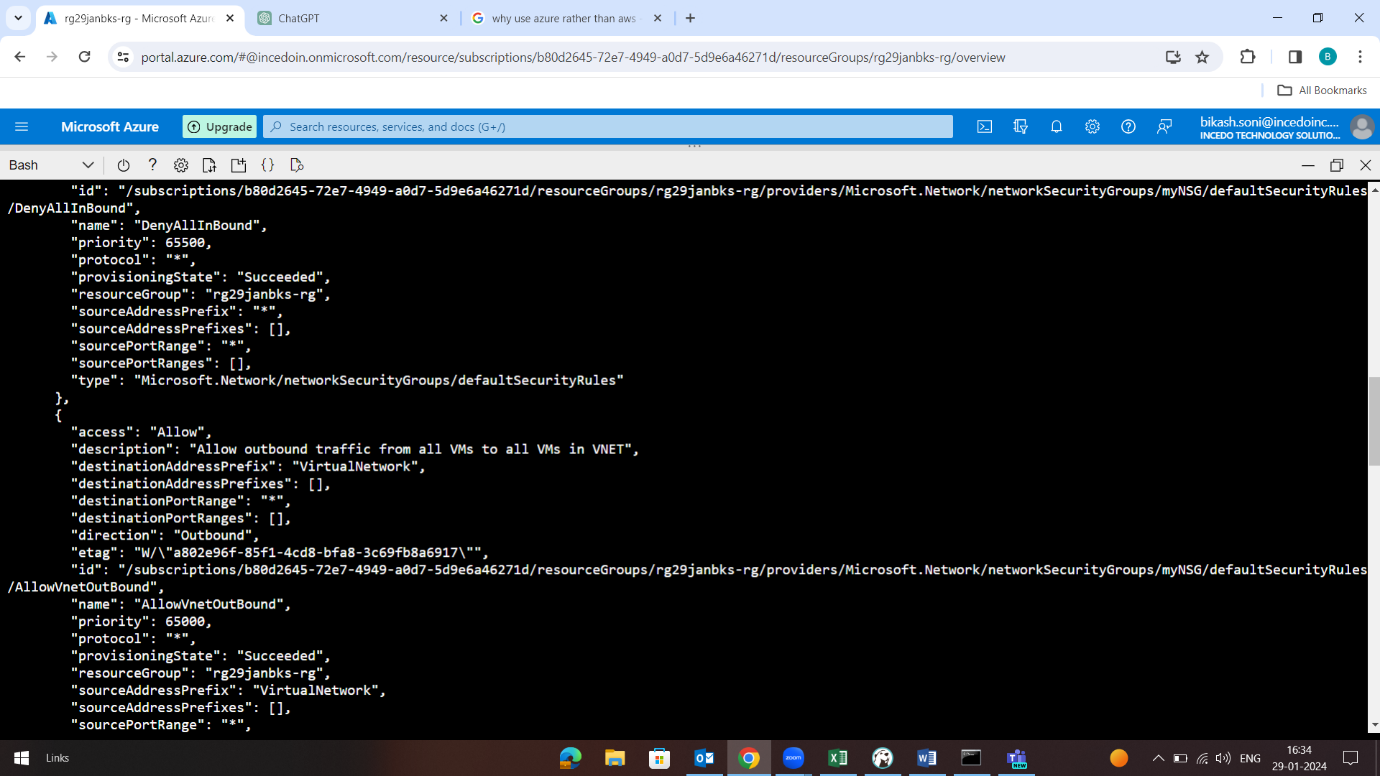 rg29janbks-rg - Microsoft Azure
ChatGPT
why use azure rather than aws
portal.azure.com/#@incedoin.onmicrosoft.com/resource/subscriptions/b80d2645-72e7-4949-a0d7-5d9e6a46271d/resourceGroups/rg29janbks-rg/overview
B
All Bookmarks
Microsoft Azure
Upgrade
Search resources, services, and docs (G+/)
bikash.soni@incedoinc....
INCEDO TECHNOLOGY SOLUTIO...
Bash
"id": "/subscriptions/b80d2645-72e7-4949-a0d7-5d9e6a46271d/resourceGroups/rg29janbks-rg/providers/Microsoft.Network/networkSecurityGroups/myNSG/defaultSecurityRules
/DenyAllInBound",
"name": "DenyAllInBound",
"priority": 65500,
"protocol": "*",
"provisioningState": "Succeeded",
"resourceGroup": "rg29janbks-rg",
"sourceAddressPrefix": "*",
"sourceAddressPrefixes": [],
"sourcePortRange": "*",
"sourcePortRanges": [],
"type": "Microsoft.Network/networkSecurityGroups/defaultSecurityRules"
},
{
"access": "Allow",
"description": "Allow outbound traffic from all VMs to all VMs in VNET",
"destinationAddressPrefix": "VirtualNetwork",
"destinationAddressPrefixes": [],
"destinationPortRange": "*",
"destinationPortRanges": [],
"direction": "Outbound",
"etag": "W/\"a802e96f-85f1-4cd8-bfa8-3c69fb8a6917\"",
"id": "/subscriptions/b80d2645-72e7-4949-a0d7-5d9e6a46271d/resourceGroups/rg29janbks-rg/providers/Microsoft.Network/networkSecurityGroups/myNSG/defaultSecurityRules
/AllowVnetOutBound",
"name": "AllowVnetOutBound",
"priority": 65000,
"protocol": "*",
"provisioningState": "Succeeded",
"resourceGroup": "rg29janbks-rg",
"sourceAddressPrefix": "VirtualNetwork",
"sourceAddressPrefixes": [],
"sourcePortRange": "*",
Links
zoom
NEW
ENG
16:34
29-01-2024